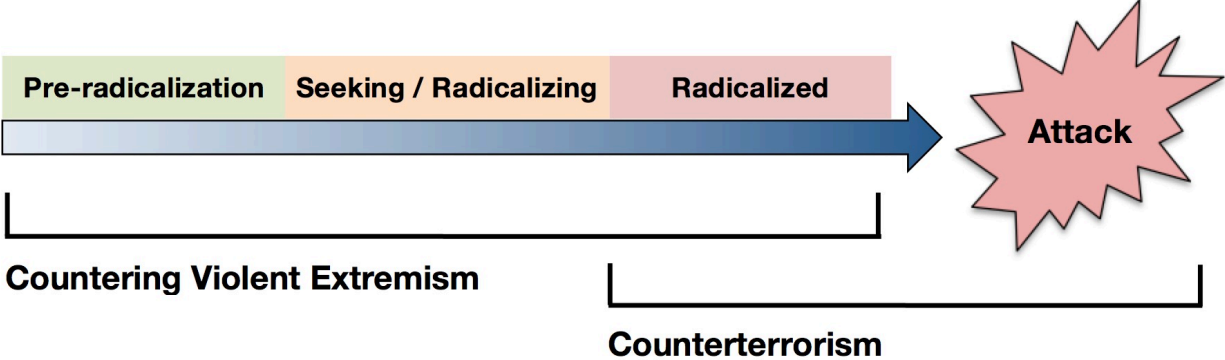 Pre-radicalization
Seeking / Radicalizing
Radicalized
Attack
Countering Violent Extremism
Counterterrorism